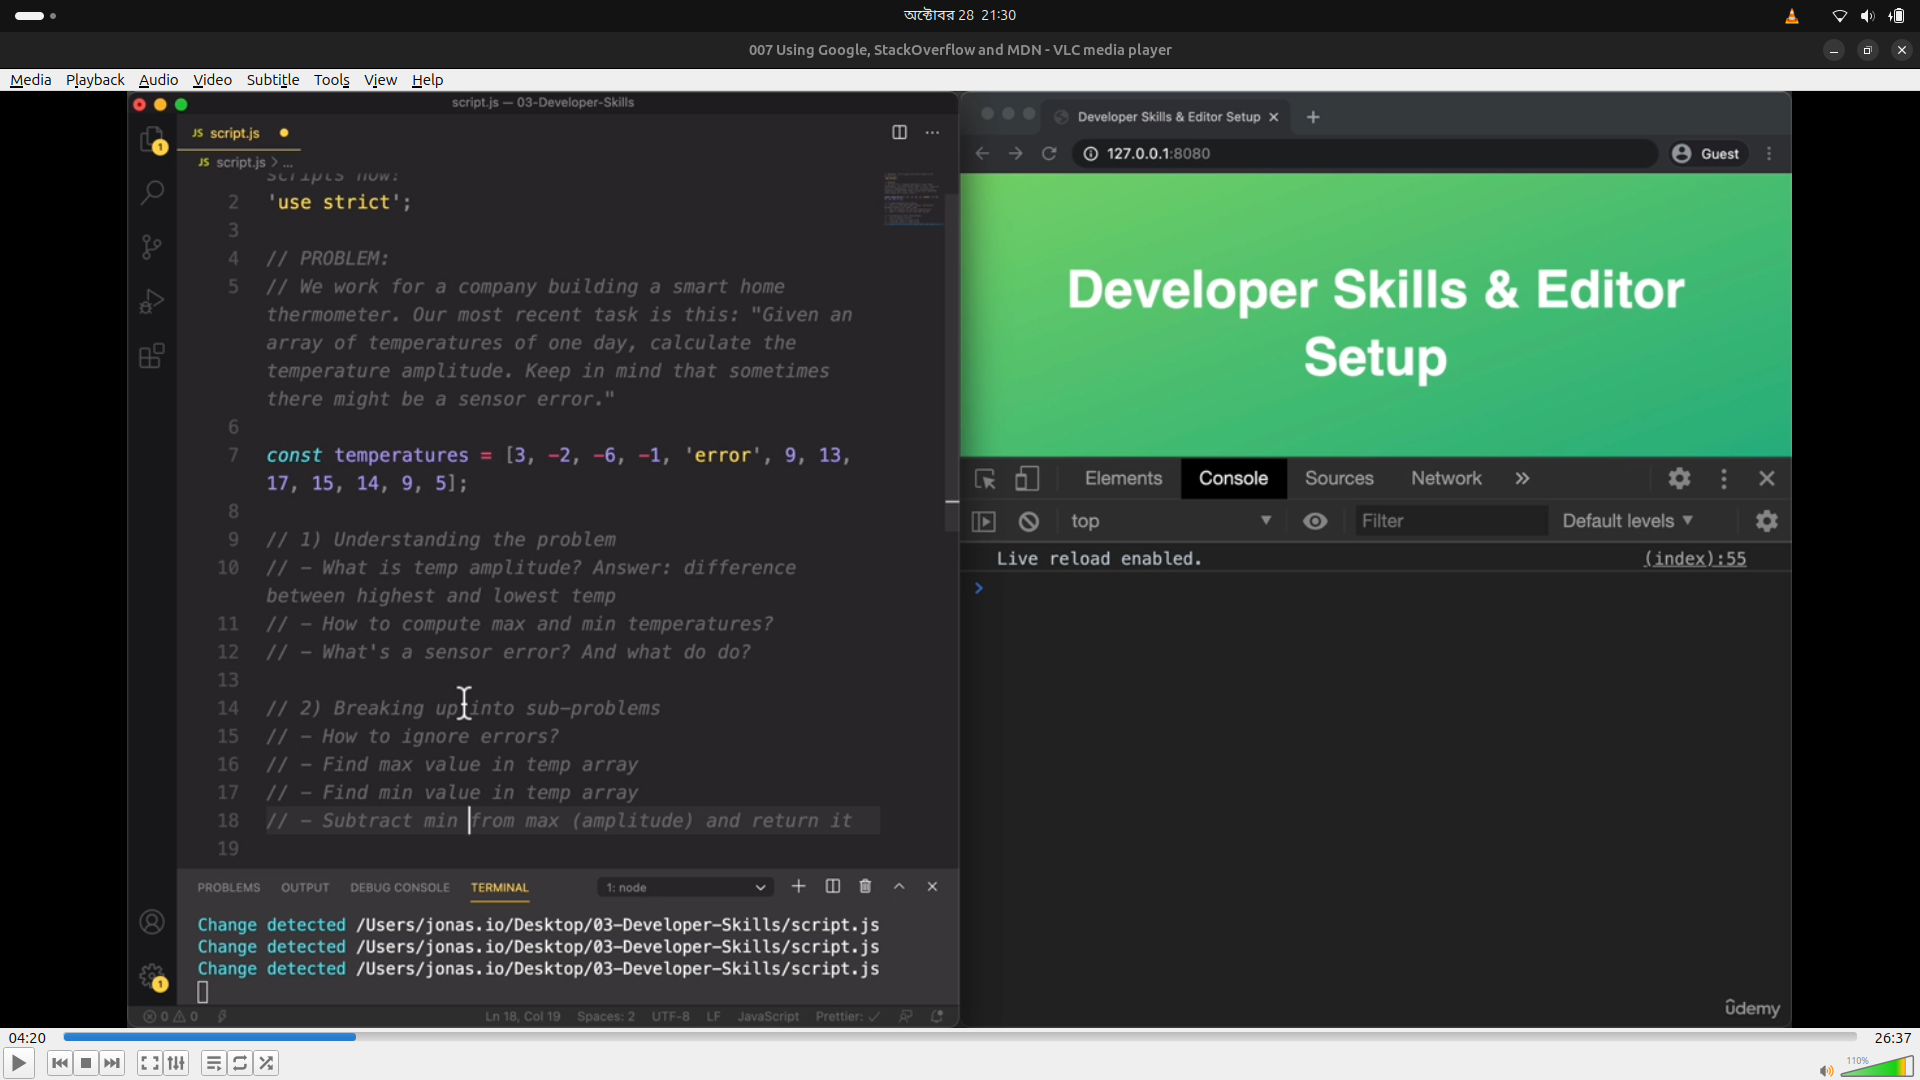 অক্টোবর 28 21:30
007 Using Google, StackOverflow and MDN - VLC media player
Media Playback Audio Video Subtitle Tools View Help
script.js — 03-Developer-Skills
JS script.js
1
JS script.js > ...
scripts now!
2 'use strict';
3
4 // PROBLEM:
5 // We work for a company building a smart home
thermometer. Our most recent task is this: "Given an
array of temperatures of one day, calculate the
temperature amplitude. Keep in mind that sometimes
there might be a sensor error."
6
7 const temperatures = [3, -2, -6, -1, 'error', 9, 13,
17, 15, 14, 9, 5];
8
9 // 1) Understanding the problem
10 // - What is temp amplitude? Answer: difference
between highest and lowest temp
11 // - How to compute max and min temperatures?
12 // - What's a sensor error? And what do do?
13
14 // 2) Breaking up into sub-problems
15 // - How to ignore errors?
16 // - Find max value in temp array
17 // - Find min value in temp array
18 // - Subtract min from max (amplitude) and return it
19
PROBLEMS OUTPUT DEBUG CONSOLE TERMINAL 1: node
Change detected /Users/jonas.io/Desktop/03-Developer-Skills/script.js
Change detected /Users/jonas.io/Desktop/03-Developer-Skills/script.js
Change detected /Users/jonas.io/Desktop/03-Developer-Skills/script.js
1
0 0 Ln 18, Col 19 Spaces: 2 UTF-8 LF JavaScript Prettier: ✓
Developer Skills & Editor Setup
127.0.0.1:8080 Guest
Developer Skills & Editor
Setup
Elements Console Sources Network »
top Filter Default levels
Live reload enabled. (index):55
ûdemy
04:20 26:37
110%